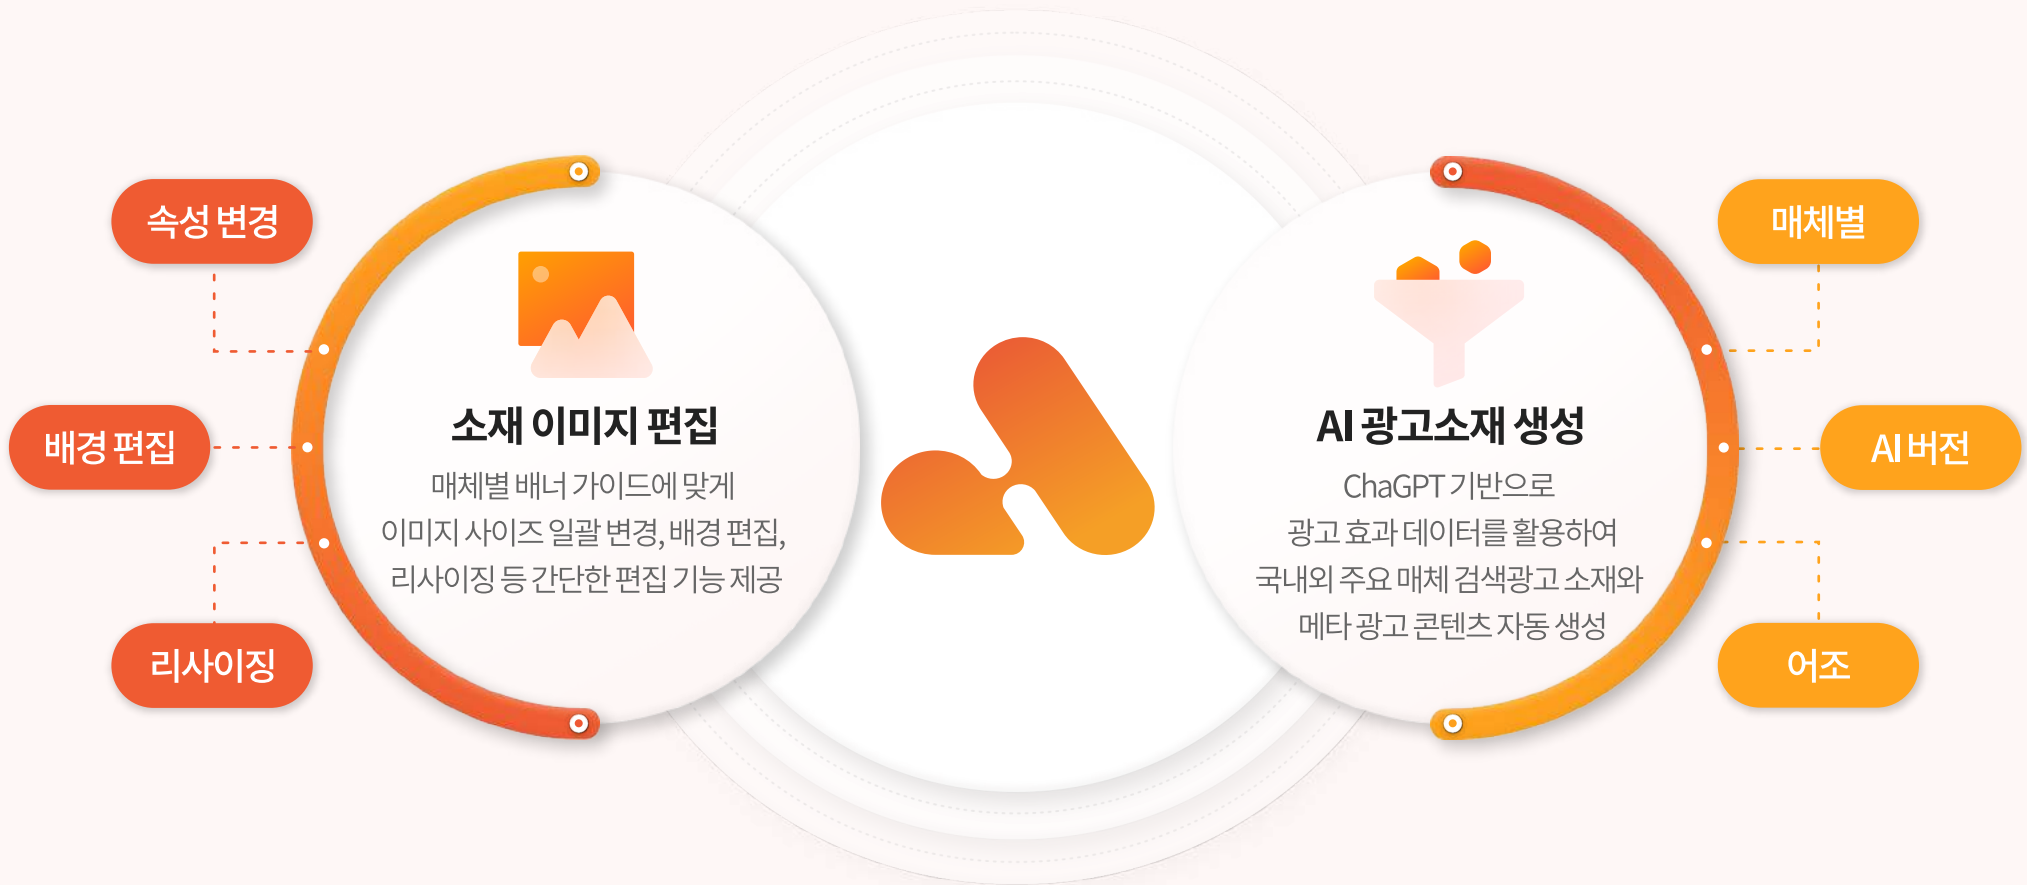 속성 변경
배경 편집
리사이징
소재 이미지 편집
매체별 배너 가이드에 맞게
이미지 사이즈 일괄 변경, 배경 편집,
리사이징 등 간단한 편집 기능 제공
AI 광고소재 생성
ChaGPT 기반으로
광고 효과 데이터를 활용하여
국내외 주요 매체 검색광고 소재와
메타 광고 콘텐츠 자동 생성
매체별
AI 버전
어조